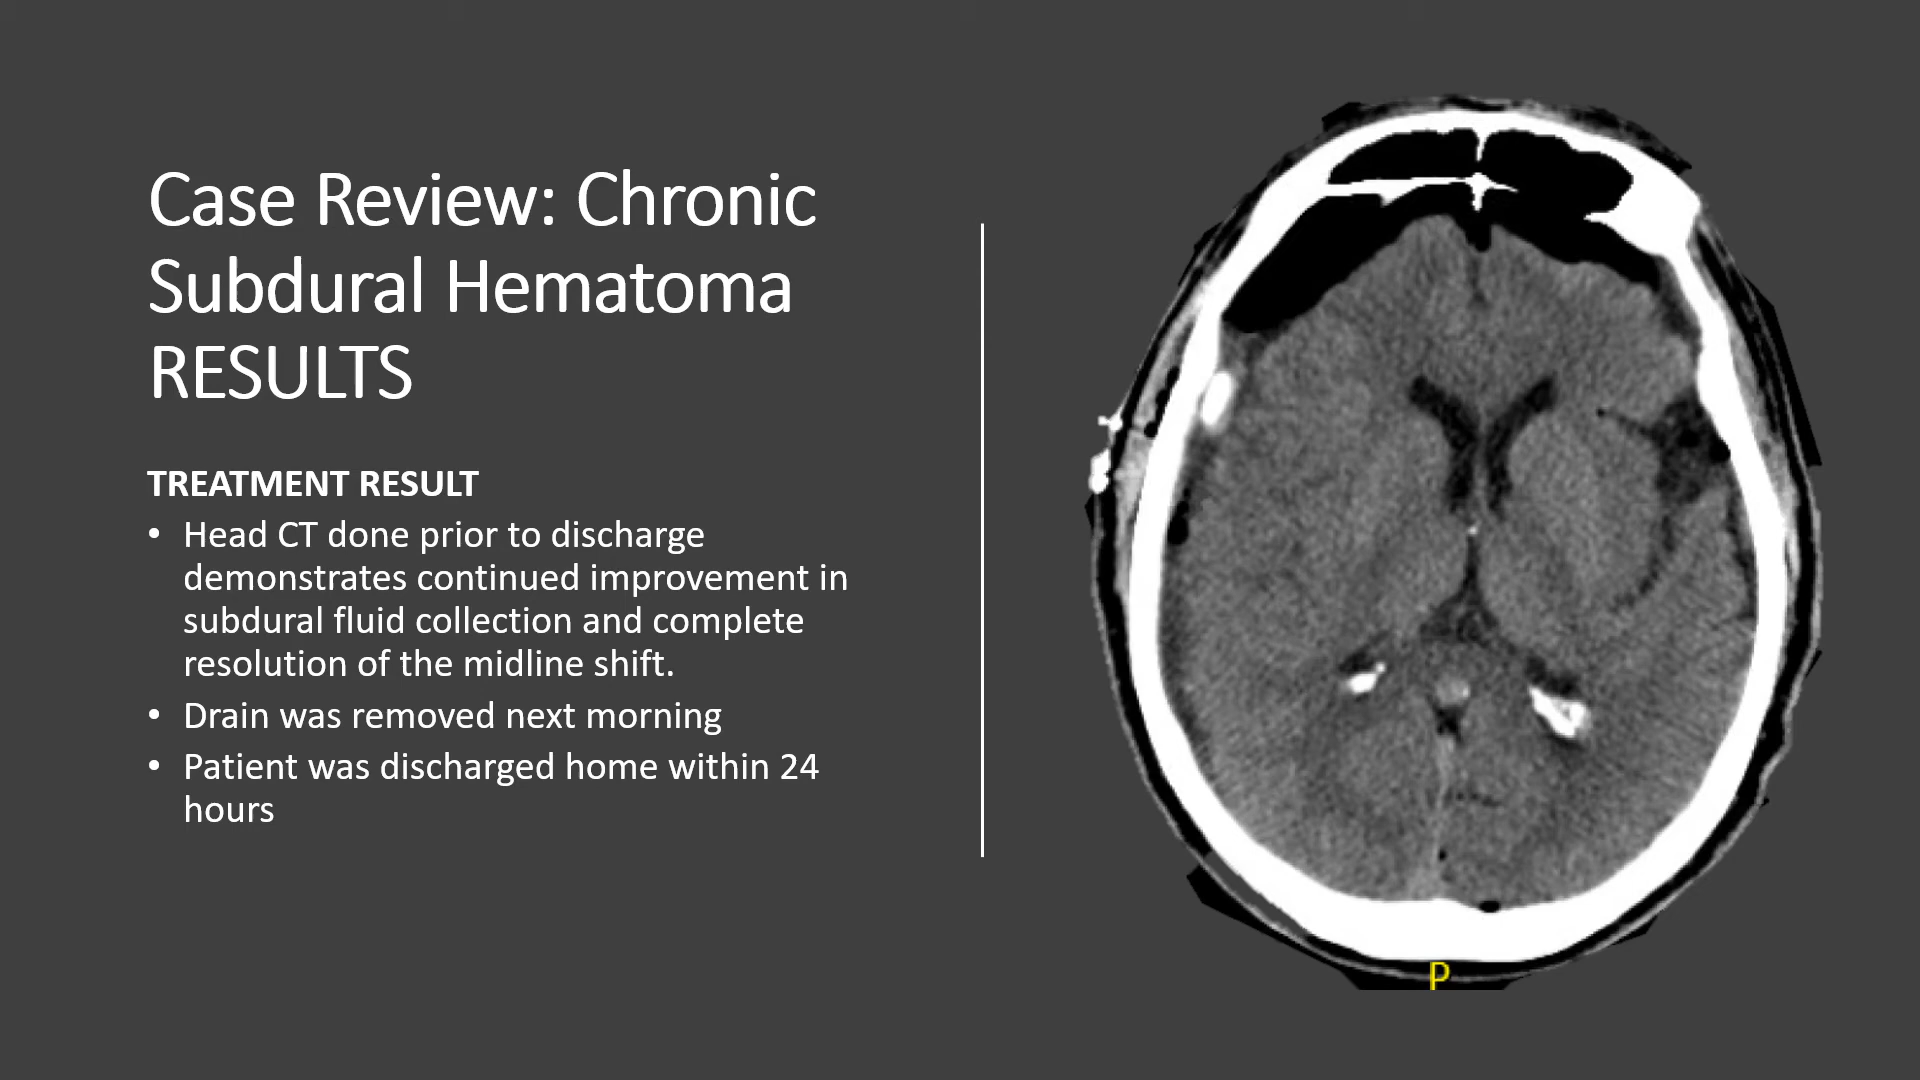 Case Review: Chronic
Subdural Hematoma
RESULTS
TREATMENT RESULT
• Head CT done prior to discharge
demonstrates continued improvement in
subdural fluid collection and complete
resolution of the midline shift.
• Drain was removed next morning
• Patient was discharged home within 24
hours
P